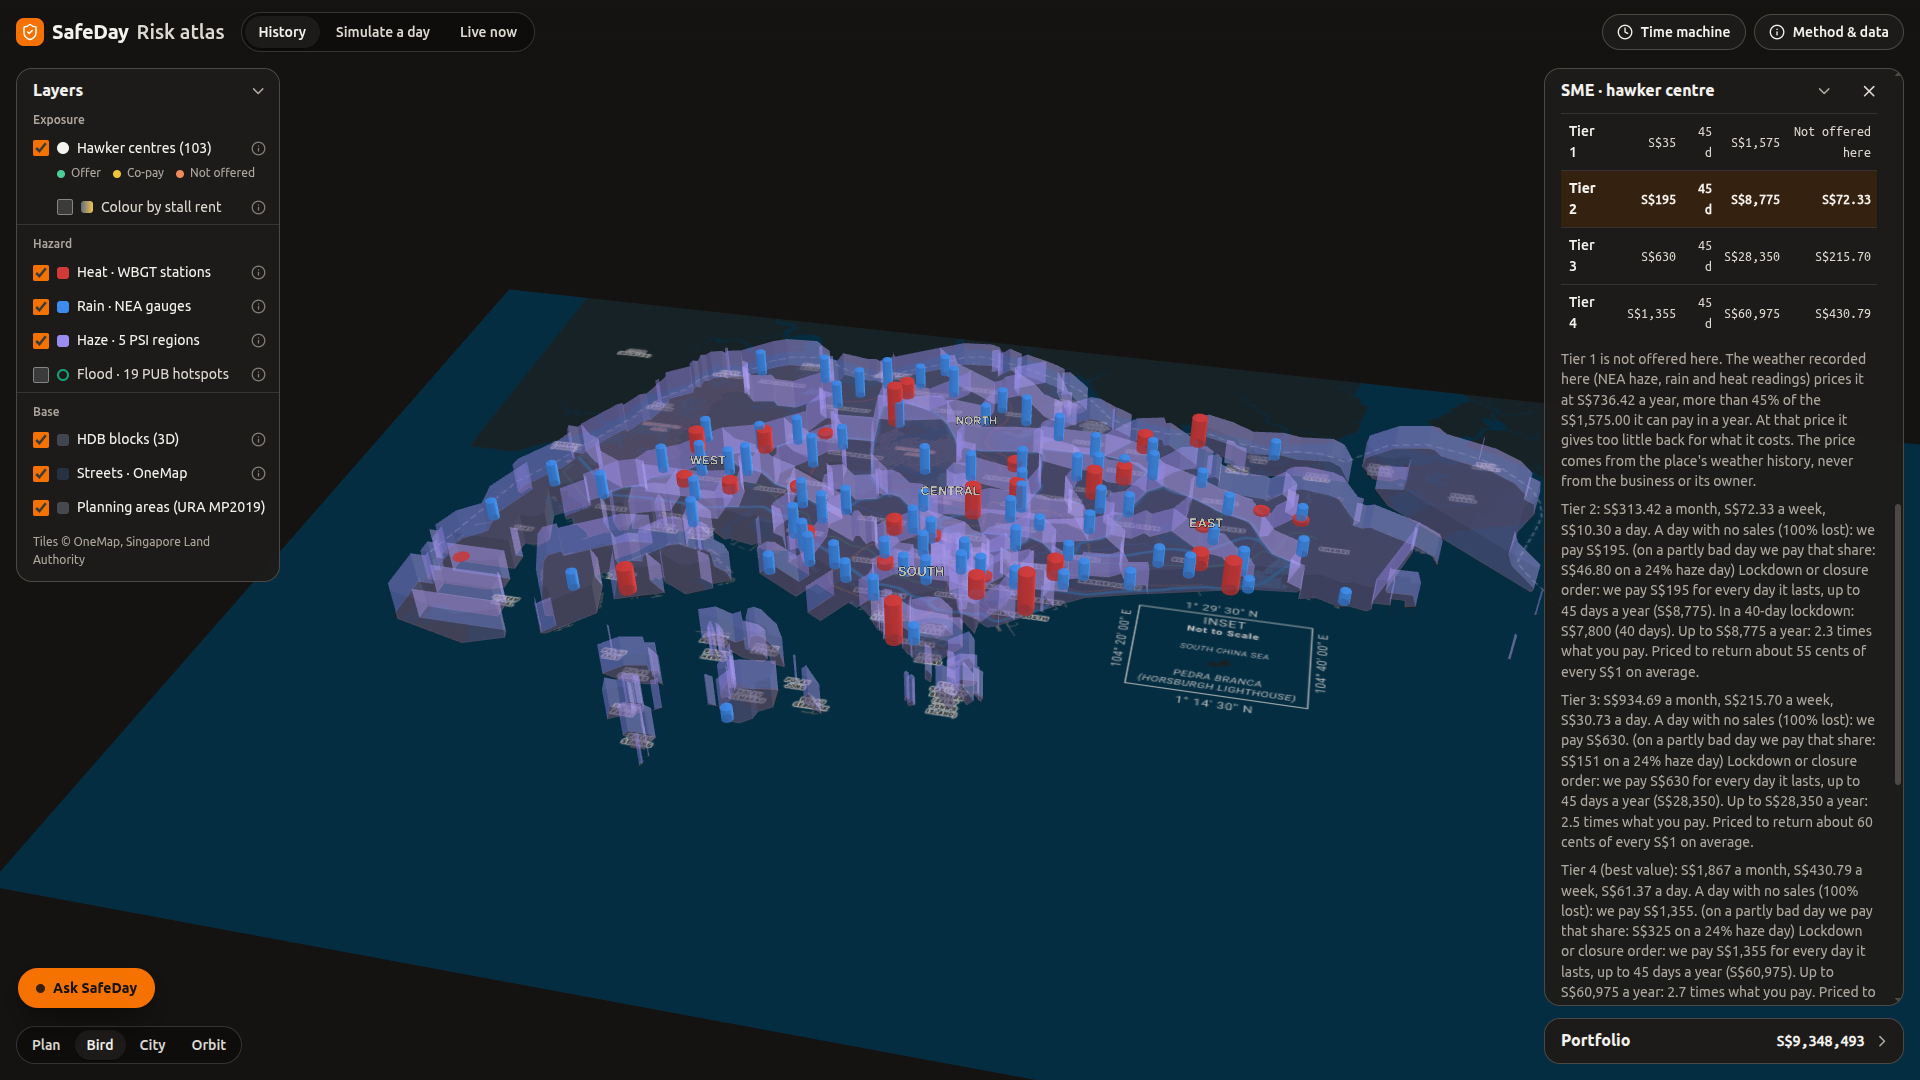 SafeDay Risk atlas
History
Simulate a day
Live now
Time machine
Method & data
Layers
Exposure
Hawker centres (103)
Offer
Co-pay
Not offered
Colour by stall rent
Hazard
Heat · WBGT stations
Rain · NEA gauges
Haze · 5 PSI regions
Flood · 19 PUB hotspots
Base
HDB blocks (3D)
Streets · OneMap
Planning areas (URA MP2019)
Tiles © OneMap, Singapore Land
Authority
NORTH
WEST
CENTRAL
EAST
SOUTH
1° 29' 30" N
INSET
Not to Scale
SOUTH CHINA SEA
PEDRA BRANCA
(HORSBURGH LIGHTHOUSE)
1° 14' 30" N
104° 20' 00" E
104° 40' 00" E
SME · hawker centre
Tier 1 S$35 45 d S$1,575 Not offered here
Tier 2 S$195 45 d S$8,775 S$72.33
Tier 3 S$630 45 d S$28,350 S$215.70
Tier 4 S$1,355 45 d S$60,975 S$430.79
Tier 1 is not offered here. The weather recorded
here (NEA haze, rain and heat readings) prices it
at S$736.42 a year, more than 45% of the
S$1,575.00 it can pay in a year. At that price it
gives too little back for what it costs. The price
comes from the place's weather history, never
from the business or its owner.
Tier 2: S$313.42 a month, S$72.33 a week,
S$10.30 a day. A day with no sales (100% lost): we
pay S$195. (on a partly bad day we pay that share:
S$46.80 on a 24% haze day) Lockdown or closure
order: we pay S$195 for every day it lasts, up to
45 days a year (S$8,775). In a 40-day lockdown:
S$7,800 (40 days). Up to S$8,775 a year: 2.3 times
what you pay. Priced to return about 55 cents of
every S$1 on average.
Tier 3: S$934.69 a month, S$215.70 a week,
S$30.73 a day. A day with no sales (100% lost): we
pay S$630. (on a partly bad day we pay that share:
S$151 on a 24% haze day) Lockdown or closure
order: we pay S$630 for every day it lasts, up to
45 days a year (S$28,350). Up to S$28,350 a year:
2.5 times what you pay. Priced to return about 60
cents of every S$1 on average.
Tier 4 (best value): S$1,867 a month, S$430.79 a
week, S$61.37 a day. A day with no sales (100%
lost): we pay S$1,355. (on a partly bad day we pay
that share: S$325 on a 24% haze day) Lockdown
or closure order: we pay S$1,355 for every day it
lasts, up to 45 days a year (S$60,975). Up to
S$60,975 a year: 2.7 times what you pay. Priced to
Ask SafeDay
Plan
Bird
City
Orbit
Portfolio S$9,348,493